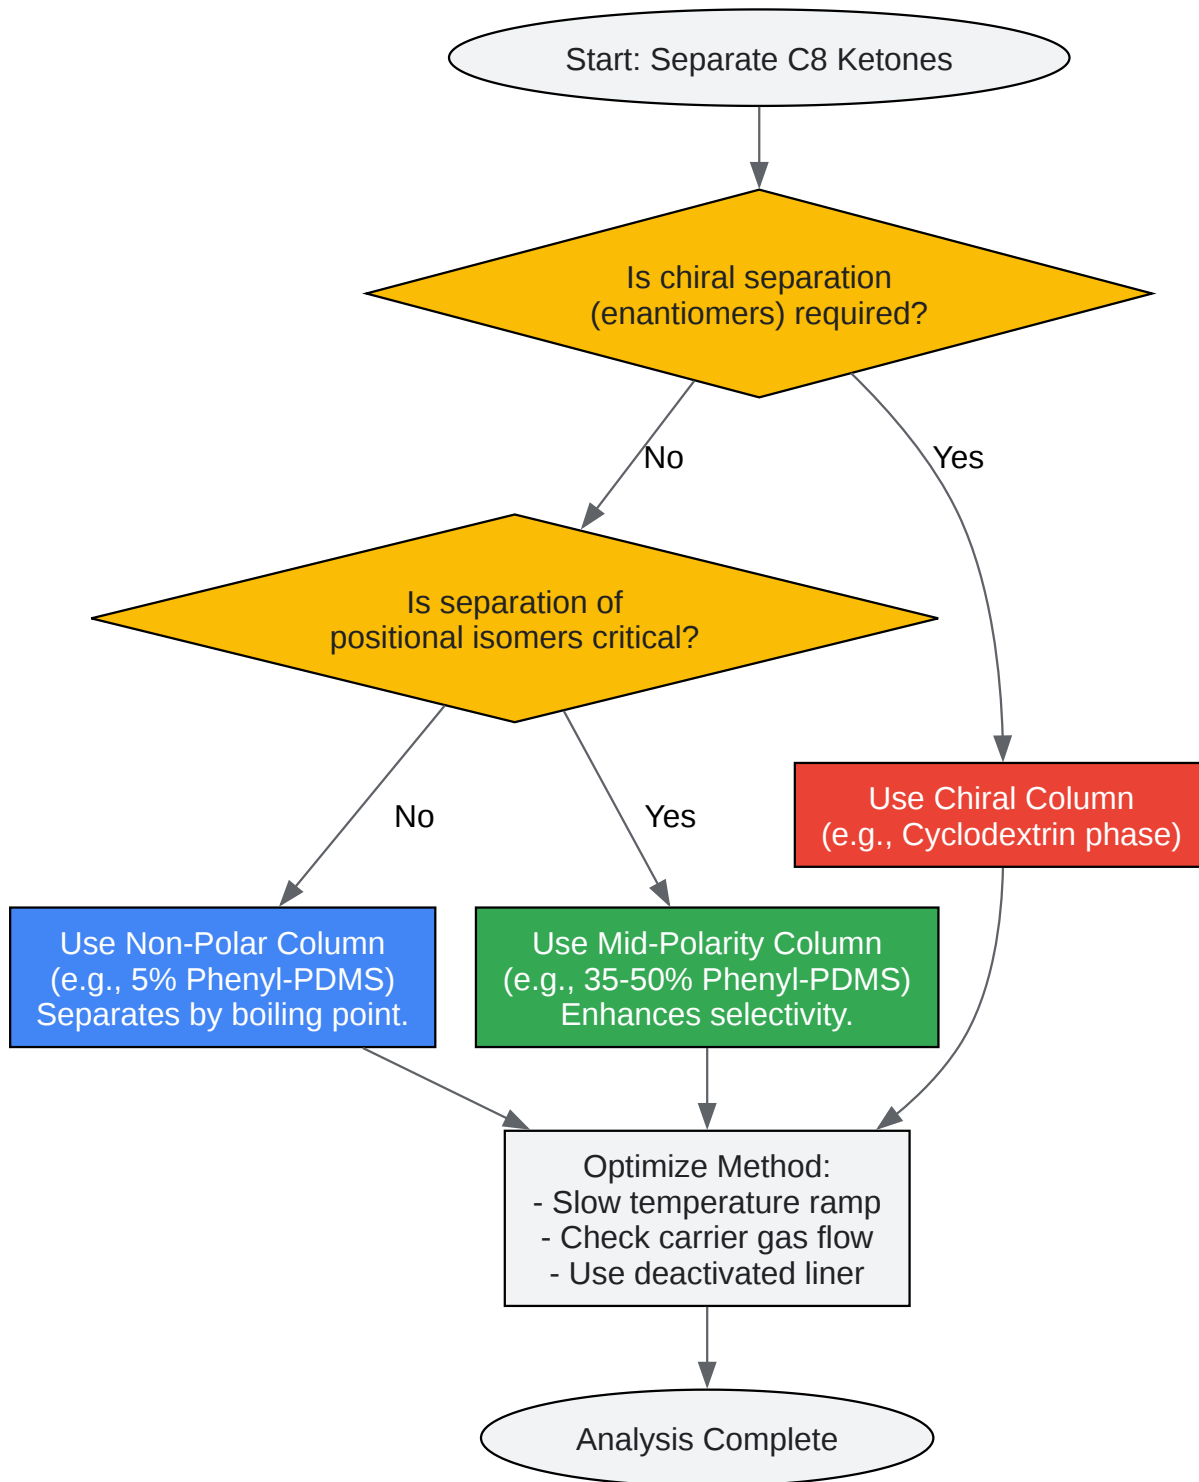 Start: Separate C8 Ketones
Is chiral separation
(enantiomers) required?
No
Yes
Is separation of
positional isomers critical?
No
Yes
Use Chiral Column
(e.g., Cyclodextrin phase)
Use Non-Polar Column
(e.g., 5% Phenyl-PDMS)
Separates by boiling point.
Use Mid-Polarity Column
(e.g., 35-50% Phenyl-PDMS)
Enhances selectivity.
Optimize Method:
- Slow temperature ramp
- Check carrier gas flow
- Use deactivated liner
Analysis Complete